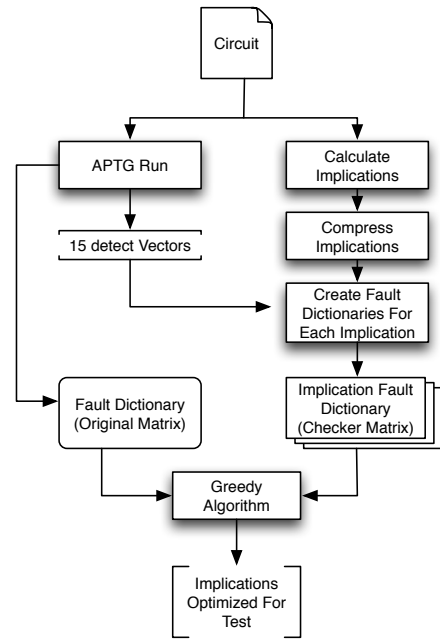 Circuit
APTG Run
Calculate
Implications
15 detect Vectors
Compress
Implications
Create Fault
Dictionaries For
Each Implication
Fault Dictionary
(Original Matrix)
Implication Fault
Dictionary
(Checker Matrix)
Greedy
Algorithm
Implications
Optimized For
Test